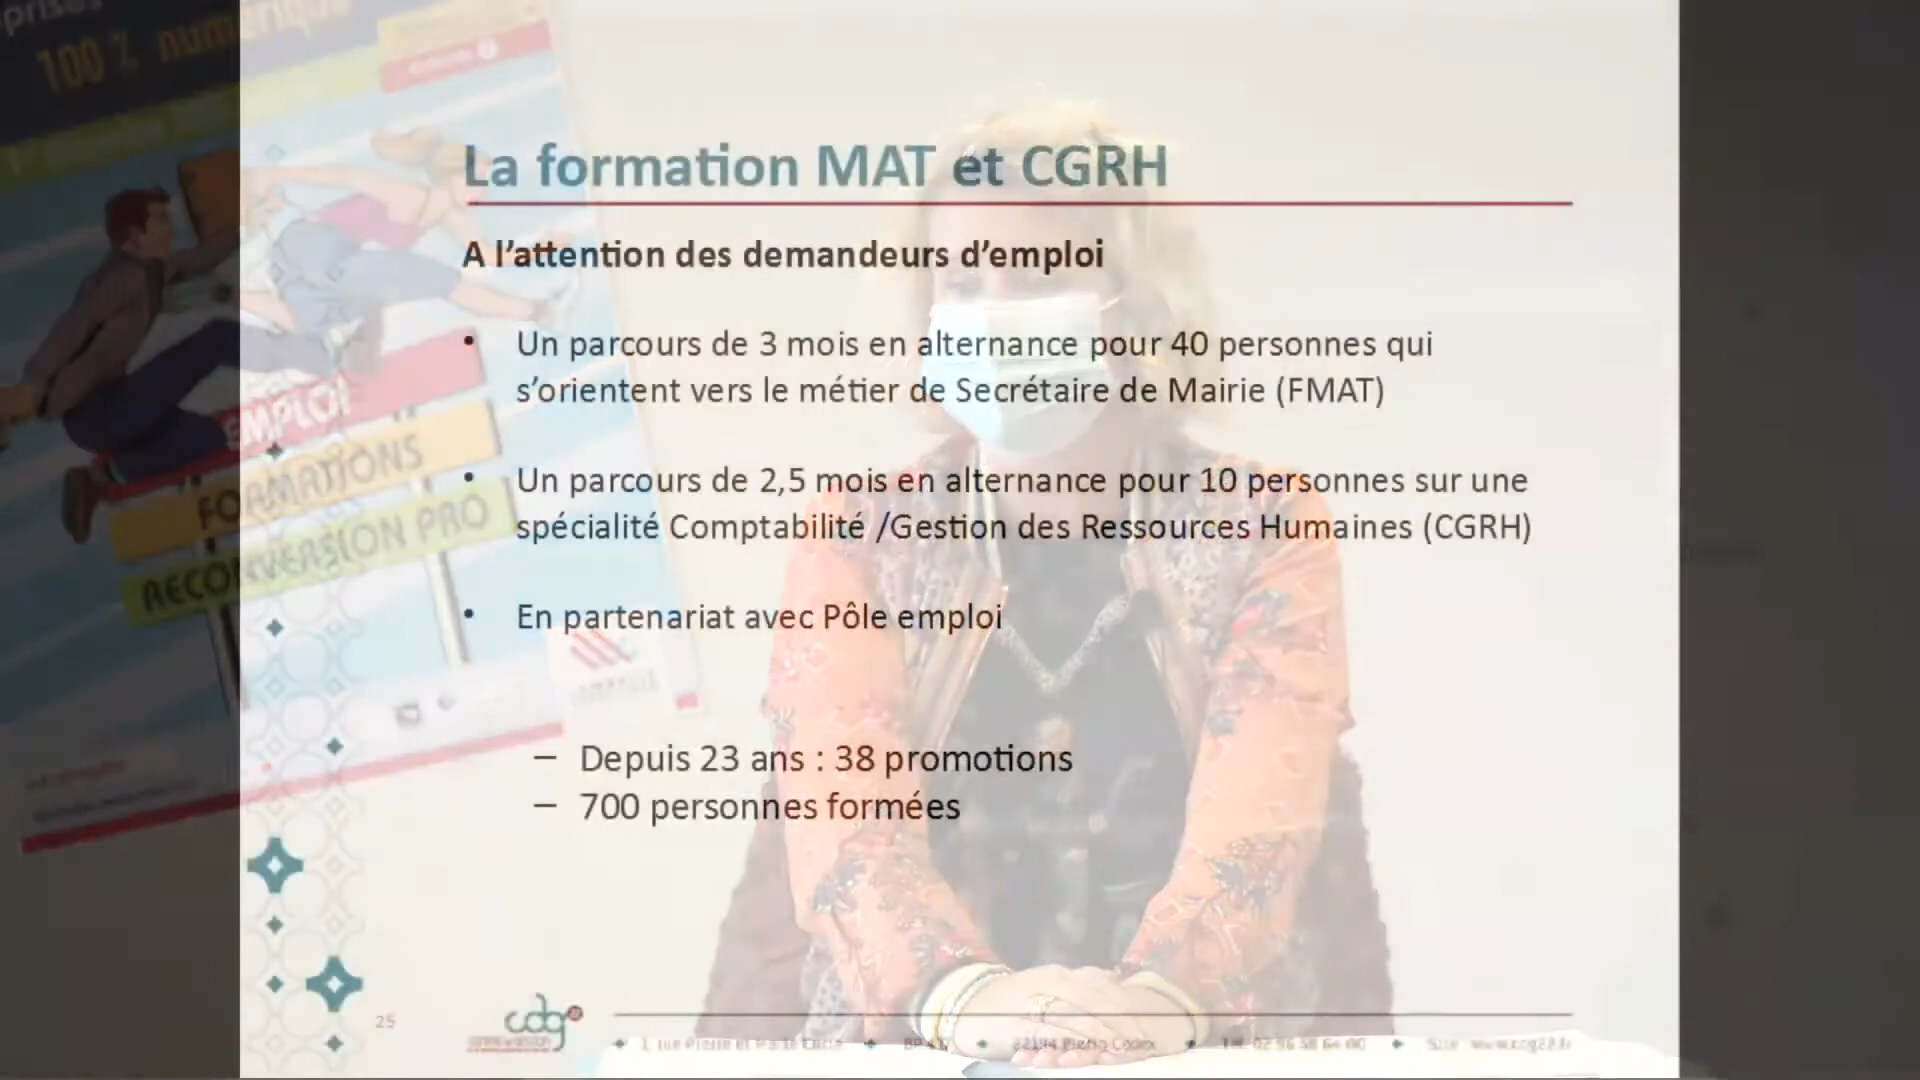 100 % numérique
La formation MAT et CGRH
A l'attention des demandeurs d'emploi
• Un parcours de 3 mois en alternance pour 40 personnes qui
s'orientent vers le métier de Secrétaire de Mairie (FMAT)
EMPLOI
FORMATIONS
RECONVERSION PRO
• Un parcours de 2,5 mois en alternance pour 10 personnes sur une
spécialité Comptabilité /Gestion des Ressources Humaines (CGRH)
• En partenariat avec Pôle emploi
– Depuis 23 ans : 38 promotions
– 700 personnes formées
25
cdg 22